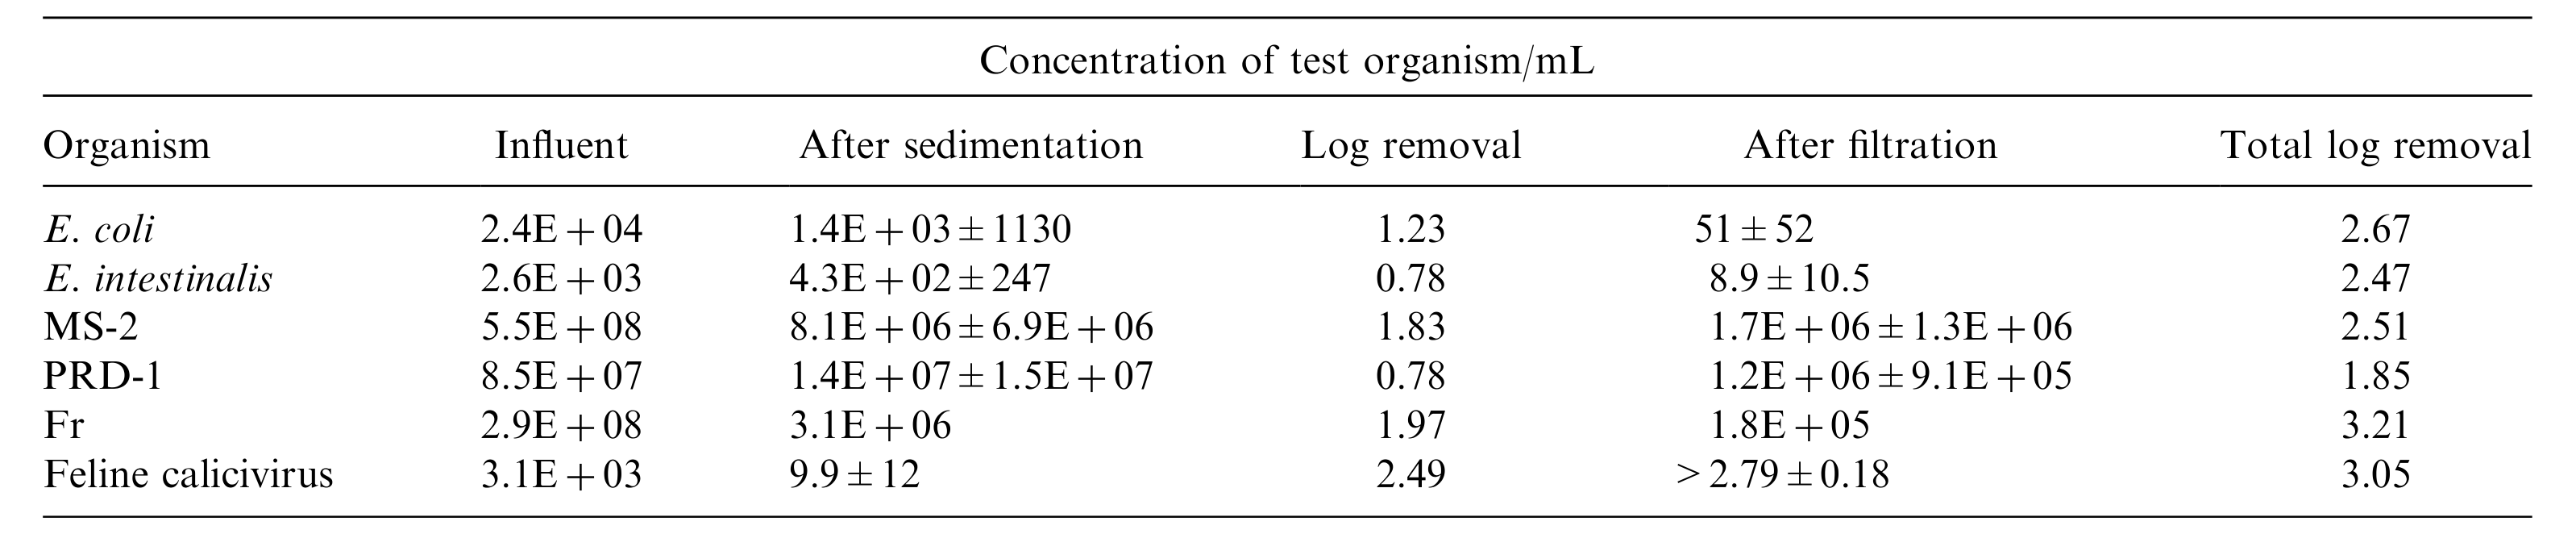 Concentration of test organism/mL
Organism Influent After sedimentation Log removal After filtration Total log removal
E. coli 2.4E+04 1.4E+03±1130 1.23 51±52 2.67
E. intestinalis 2.6E+03 4.3E+02±247 0.78 8.9±10.5 2.47
MS-2 5.5E+08 8.1E+06±6.9E+06 1.83 1.7E+06±1.3E+06 2.51
PRD-1 8.5E+07 1.4E+07±1.5E+07 0.78 1.2E+06±9.1E+05 1.85
Fr 2.9E+08 3.1E+06 1.97 1.8E+05 3.21
Feline calicivirus 3.1E+03 9.9±12 2.49 >2.79±0.18 3.05